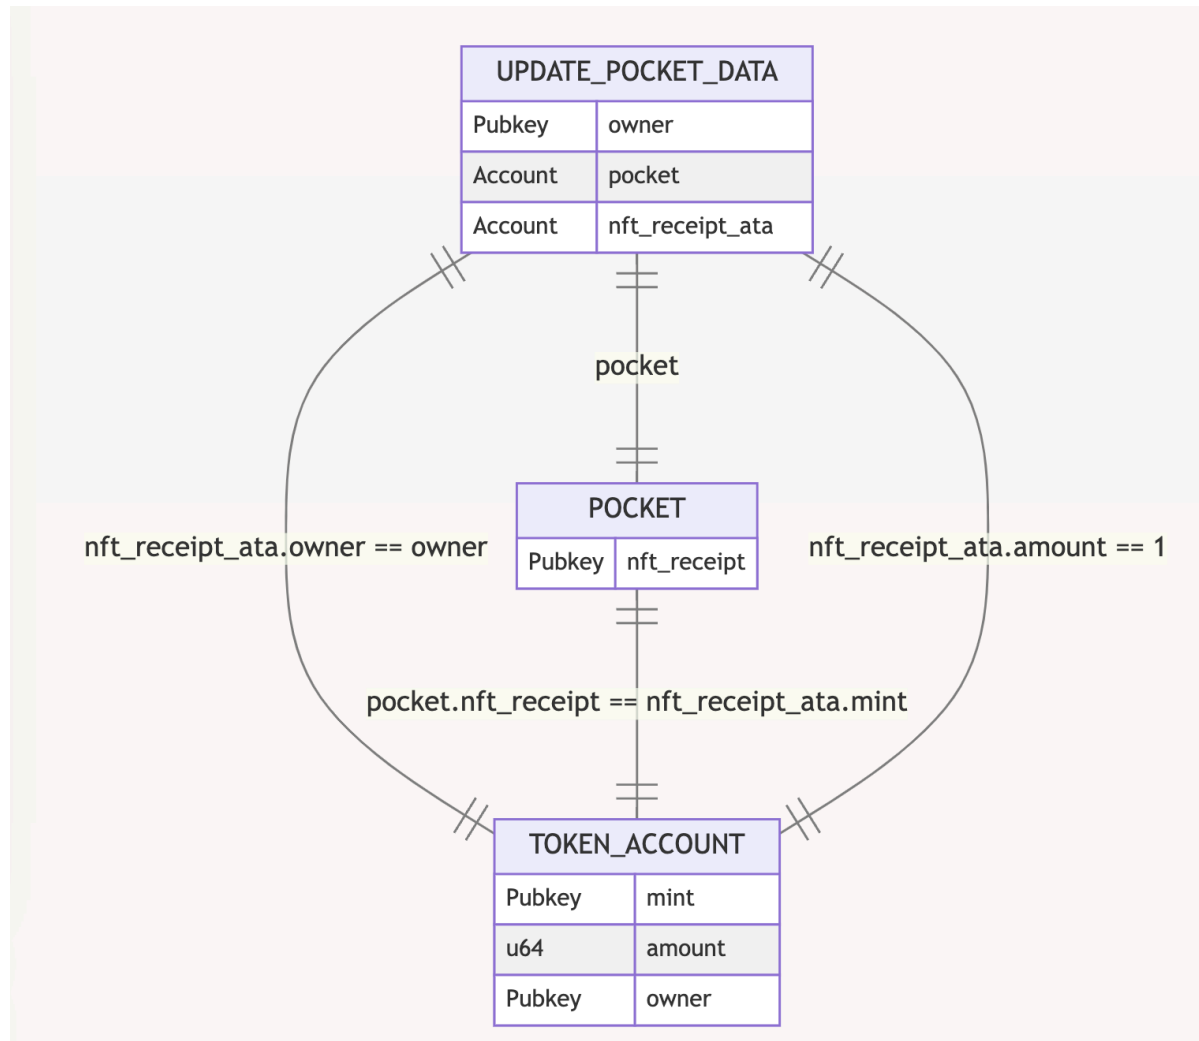 UPDATE_POCKET_DATA
Pubkey owner
Account pocket
Account nft_receipt_ata
pocket
POCKET
nft_receipt_ata.owner == owner
Pubkey nft_receipt
nft_receipt_ata.amount == 1
pocket.nft_receipt == nft_receipt_ata.mint
TOKEN_ACCOUNT
Pubkey mint
u64 amount
Pubkey owner